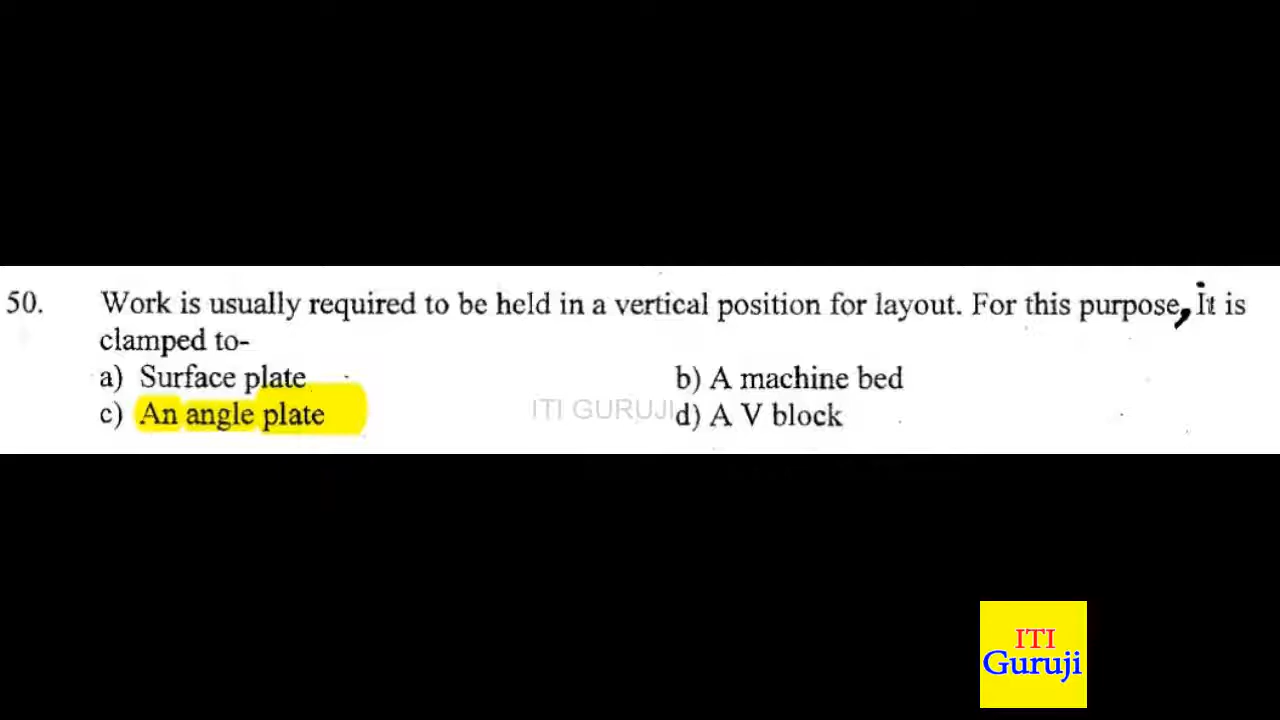 50. Work is usually required to be held in a vertical position for layout. For this purpose, It is
clamped to-
a) Surface plate b) A machine bed
c) An angle plate d) A V block
ITI GURUJI
ITI
Guruji